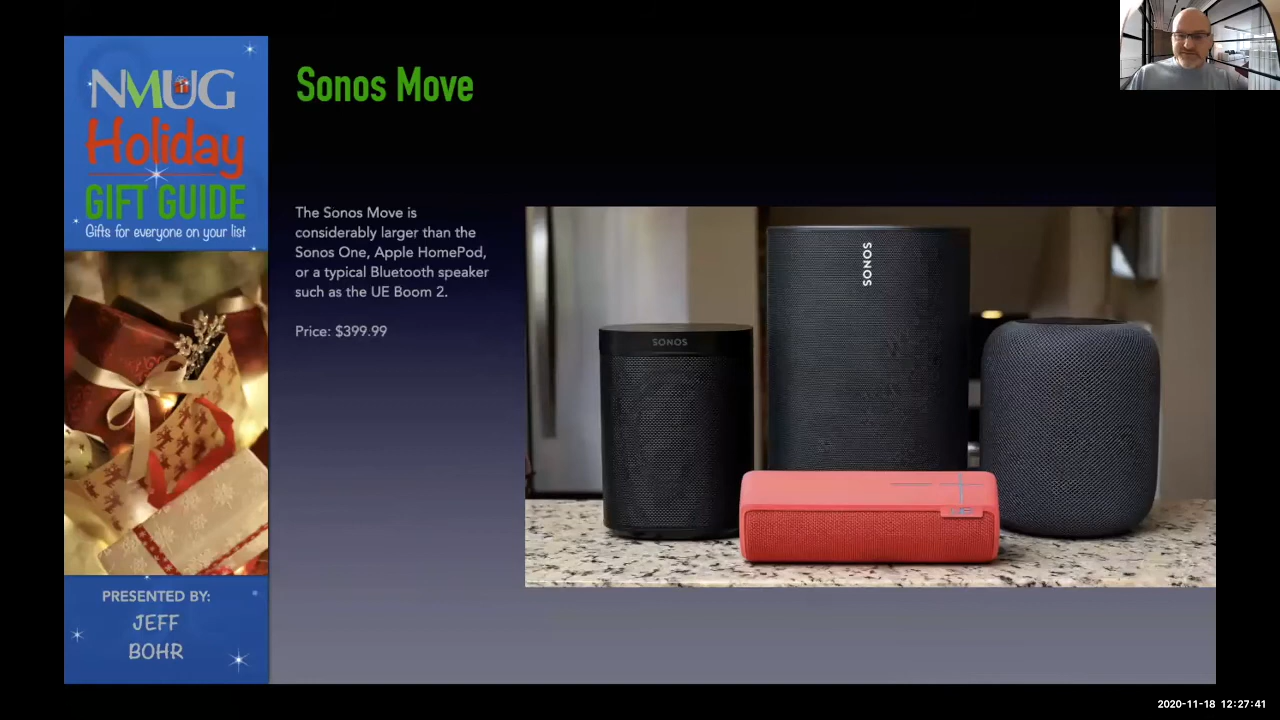 NMUG
Holiday
GIFT GUIDE
Gifts for everyone on your list
PRESENTED BY:
JEFF
BOHR
Sonos Move
The Sonos Move is
considerably larger than the
Sonos One, Apple HomePod,
or a typical Bluetooth speaker
such as the UE Boom 2.
Price: $399.99
SONOS
SONOS
2020-11-18 12:27:41